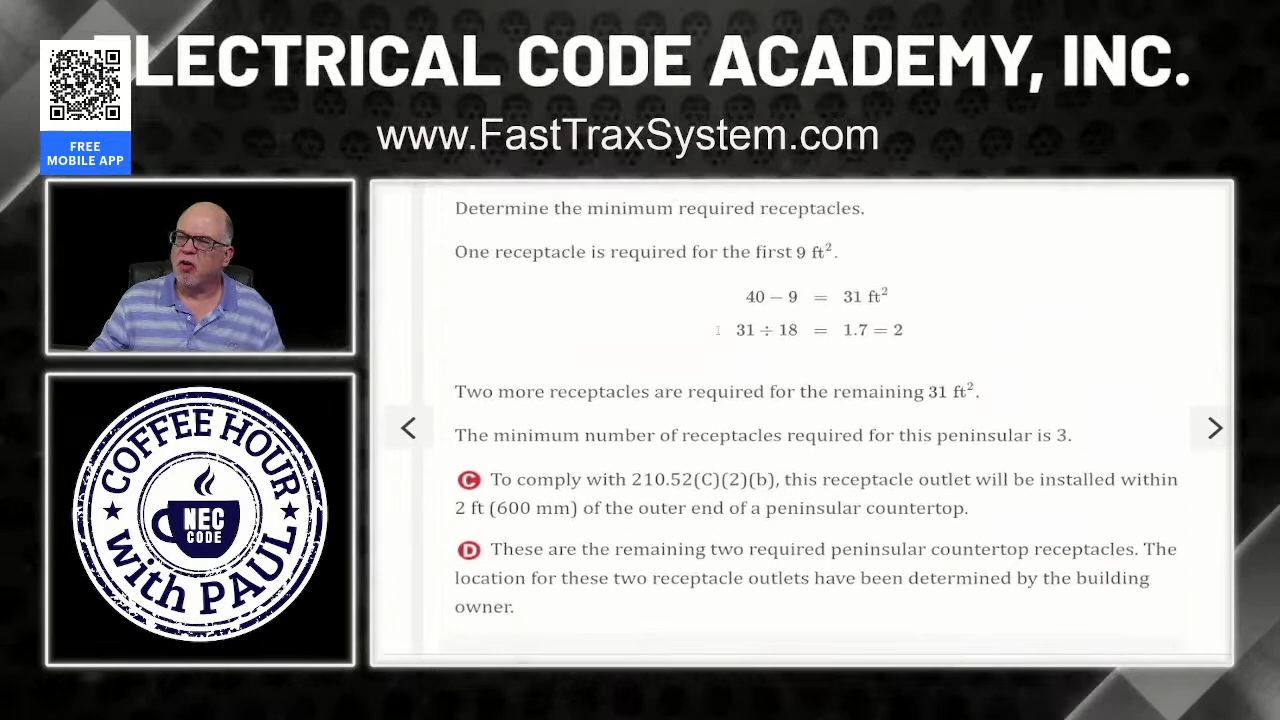 ELECTRICAL CODE ACADEMY, INC.
www.FastTraxSystem.com
FREE
MOBILE APP
Determine the minimum required receptacles.
One receptacle is required for the first 9 ft².
40 − 9 = 31 ft²
31 ÷ 18 = 1.7 = 2
Two more receptacles are required for the remaining 31 ft².
The minimum number of receptacles required for this peninsular is 3.
C To comply with 210.52(C)(2)(b), this receptacle outlet will be installed within
2 ft (600 mm) of the outer end of a peninsular countertop.
D These are the remaining two required peninsular countertop receptacles. The
location for these two receptacle outlets have been determined by the building
owner.
COFFEE HOUR
NEC
CODE
with PAUL